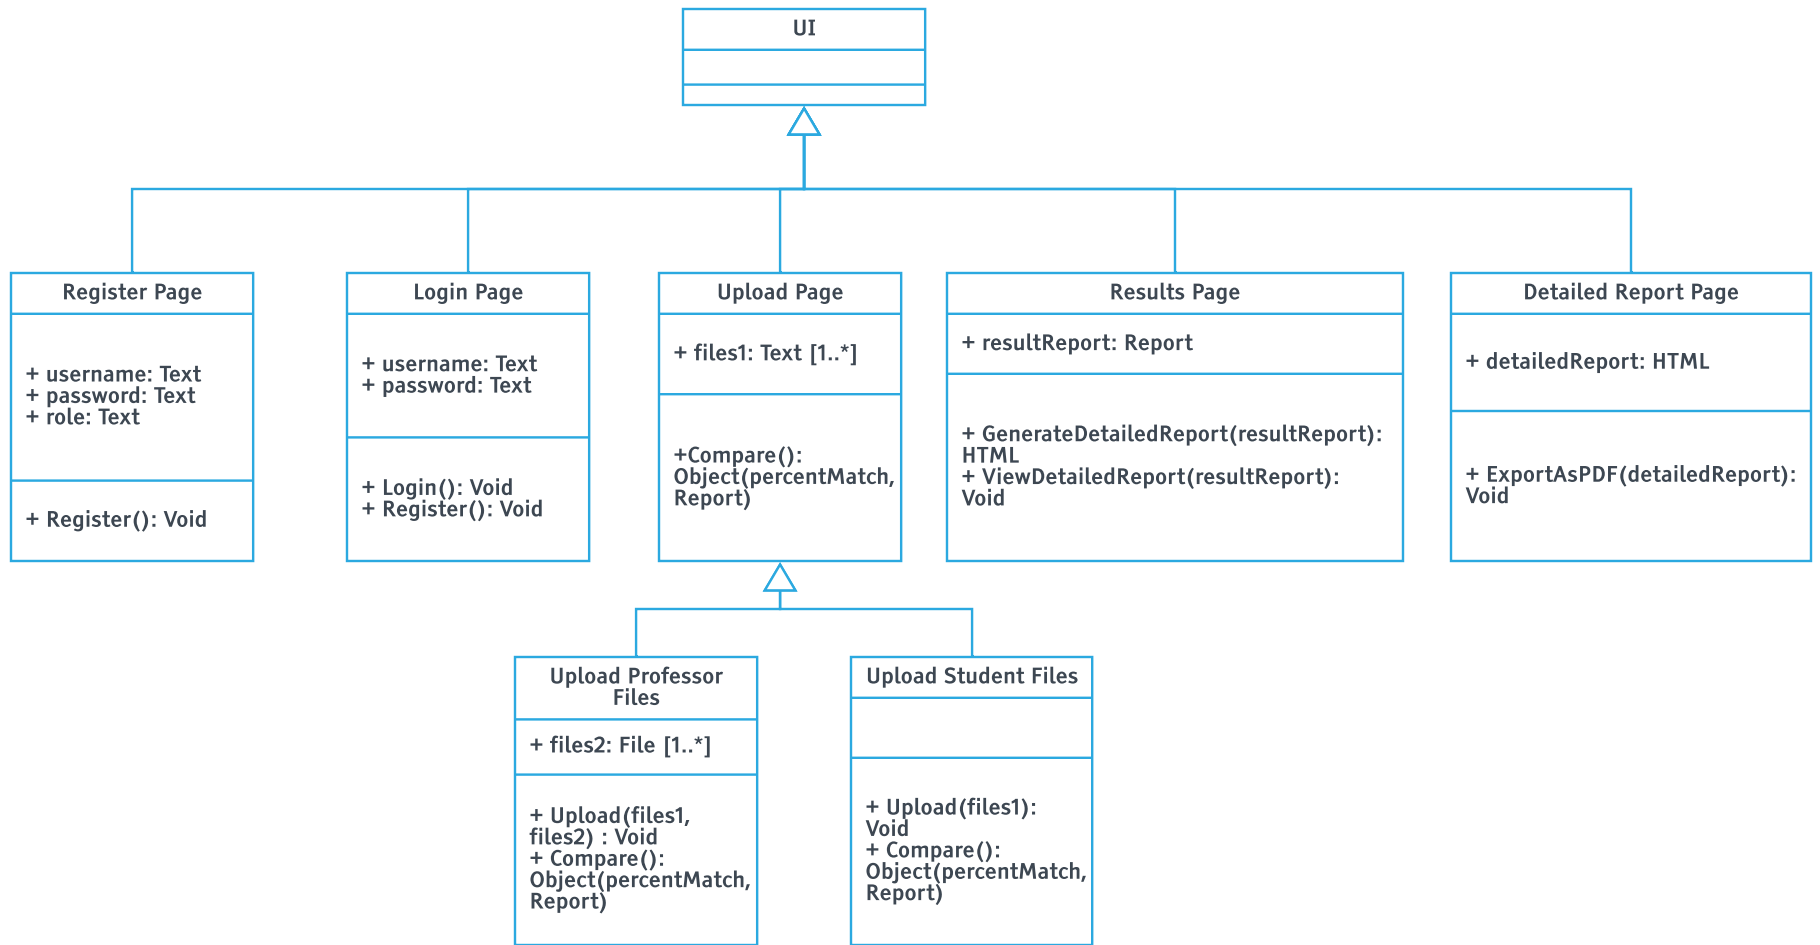 UI
Register Page
+ username: Text
+ password: Text
+ role: Text
+ Register(): Void
Login Page
+ username: Text
+ password: Text
+ Login(): Void
+ Register(): Void
Upload Page
+ files1: Text [1..*]
+Compare():
Object(percentMatch,
Report)
Results Page
+ resultReport: Report
+ GenerateDetailedReport(resultReport):
HTML
+ ViewDetailedReport(resultReport):
Void
Detailed Report Page
+ detailedReport: HTML
+ ExportAsPDF(detailedReport):
Void
Upload Professor
Files
+ files2: File [1..*]
+ Upload(files1,
files2) : Void
+ Compare():
Object(percentMatch,
Report)
Upload Student Files
+ Upload(files1):
Void
+ Compare():
Object(percentMatch,
Report)